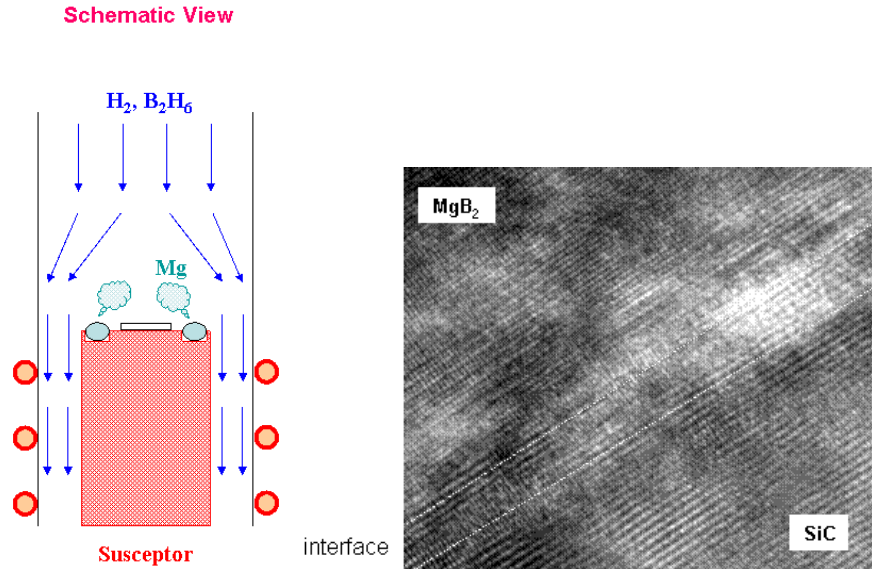 Schematic View
H₂, B₂H₆
Mg
Susceptor
interface
MgB₂
SiC